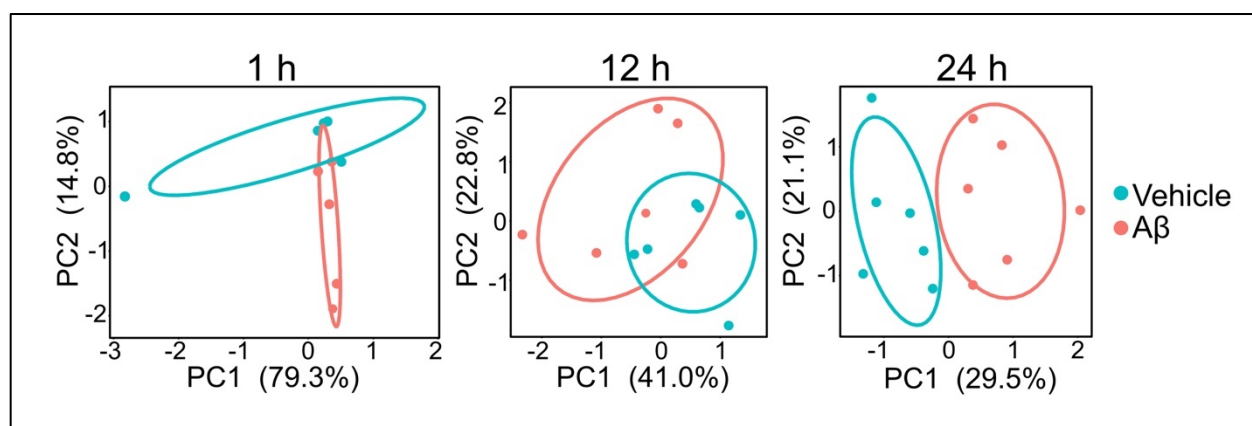 1 h
PC2 (14.8%)
1
0
-1
-2
-3 -2 -1 0 1 2
PC1 (79.3%)
12 h
PC2 (22.8%)
2
1
0
-1
-2 -1 0 1
PC1 (41.0%)
24 h
PC2 (21.1%)
1
0
-1
-1 0 1 2
PC1 (29.5%)
Vehicle
Aβ